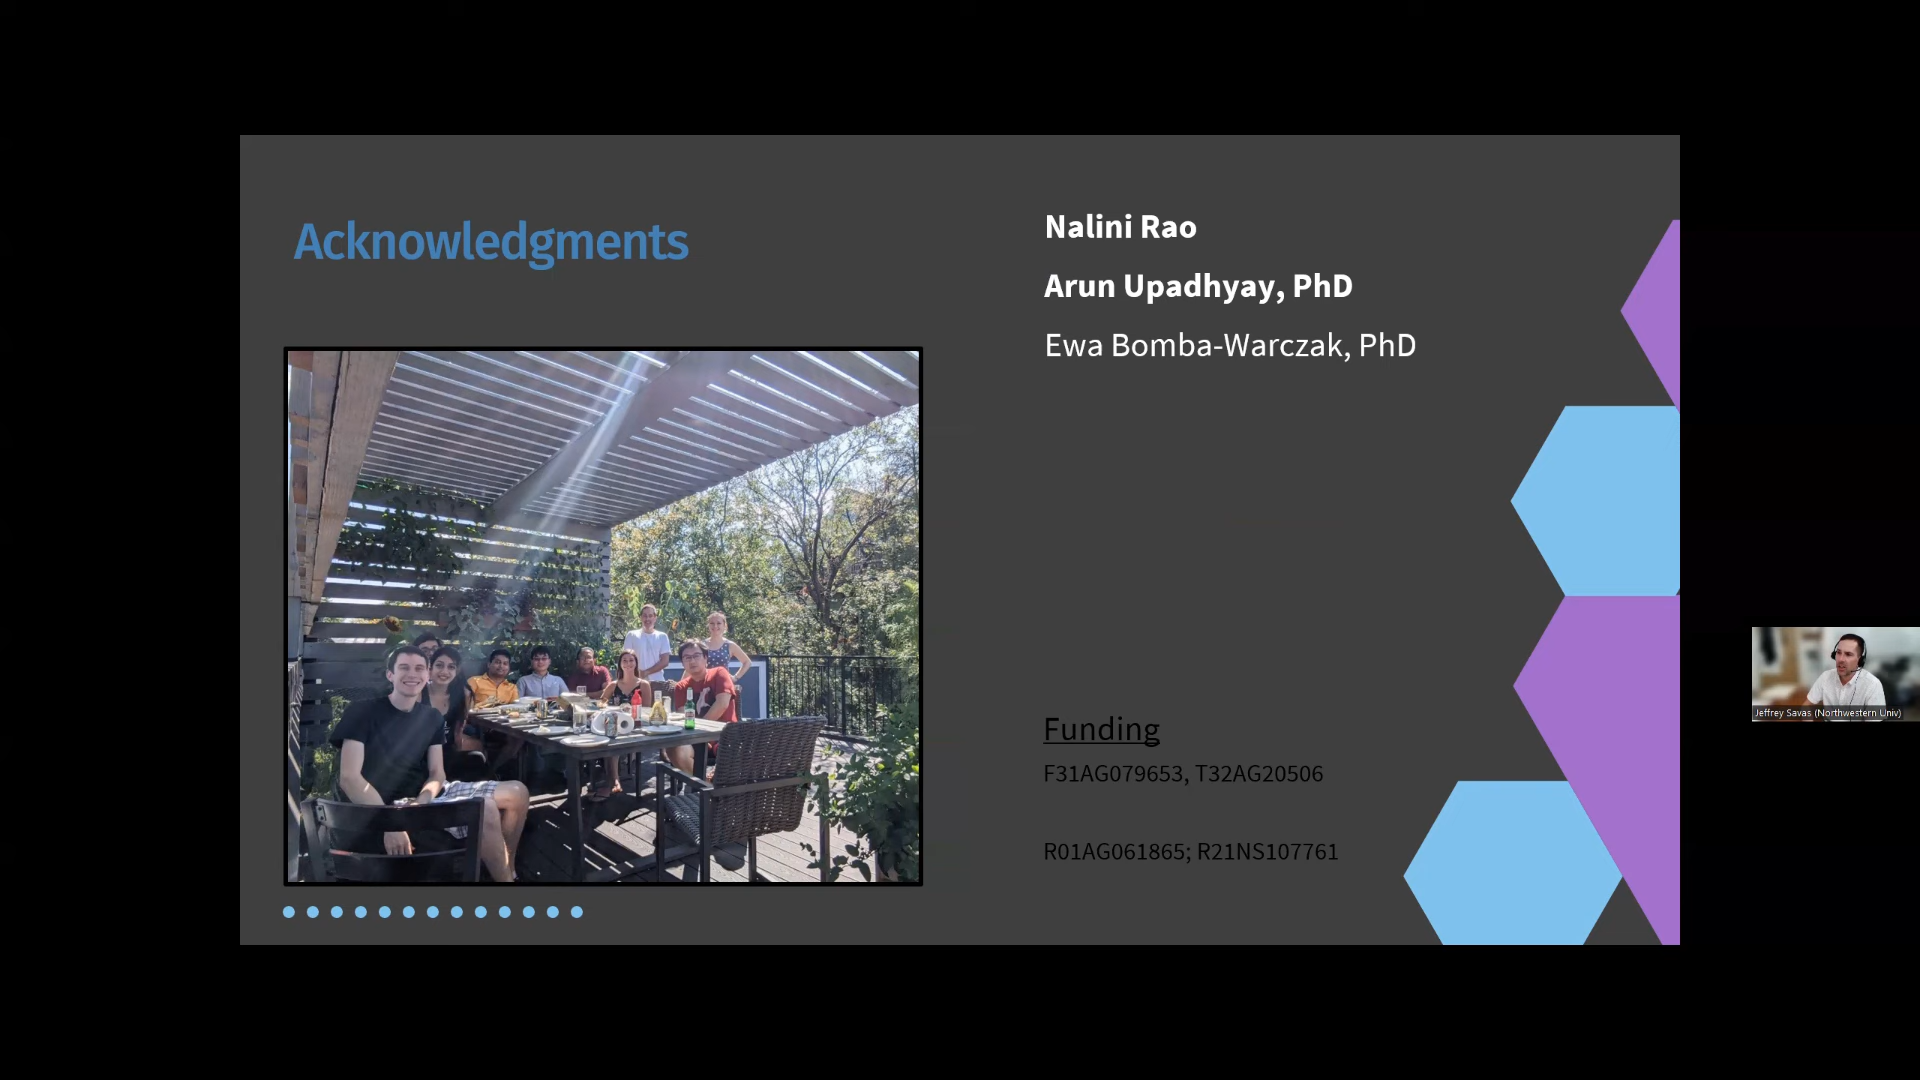 Acknowledgments
Nalini Rao
Arun Upadhyay, PhD
Ewa Bomba-Warczak, PhD
Funding
F31AG079653, T32AG20506
R01AG061865; R21NS107761
Jeffrey Savas (Northwestern Univ)